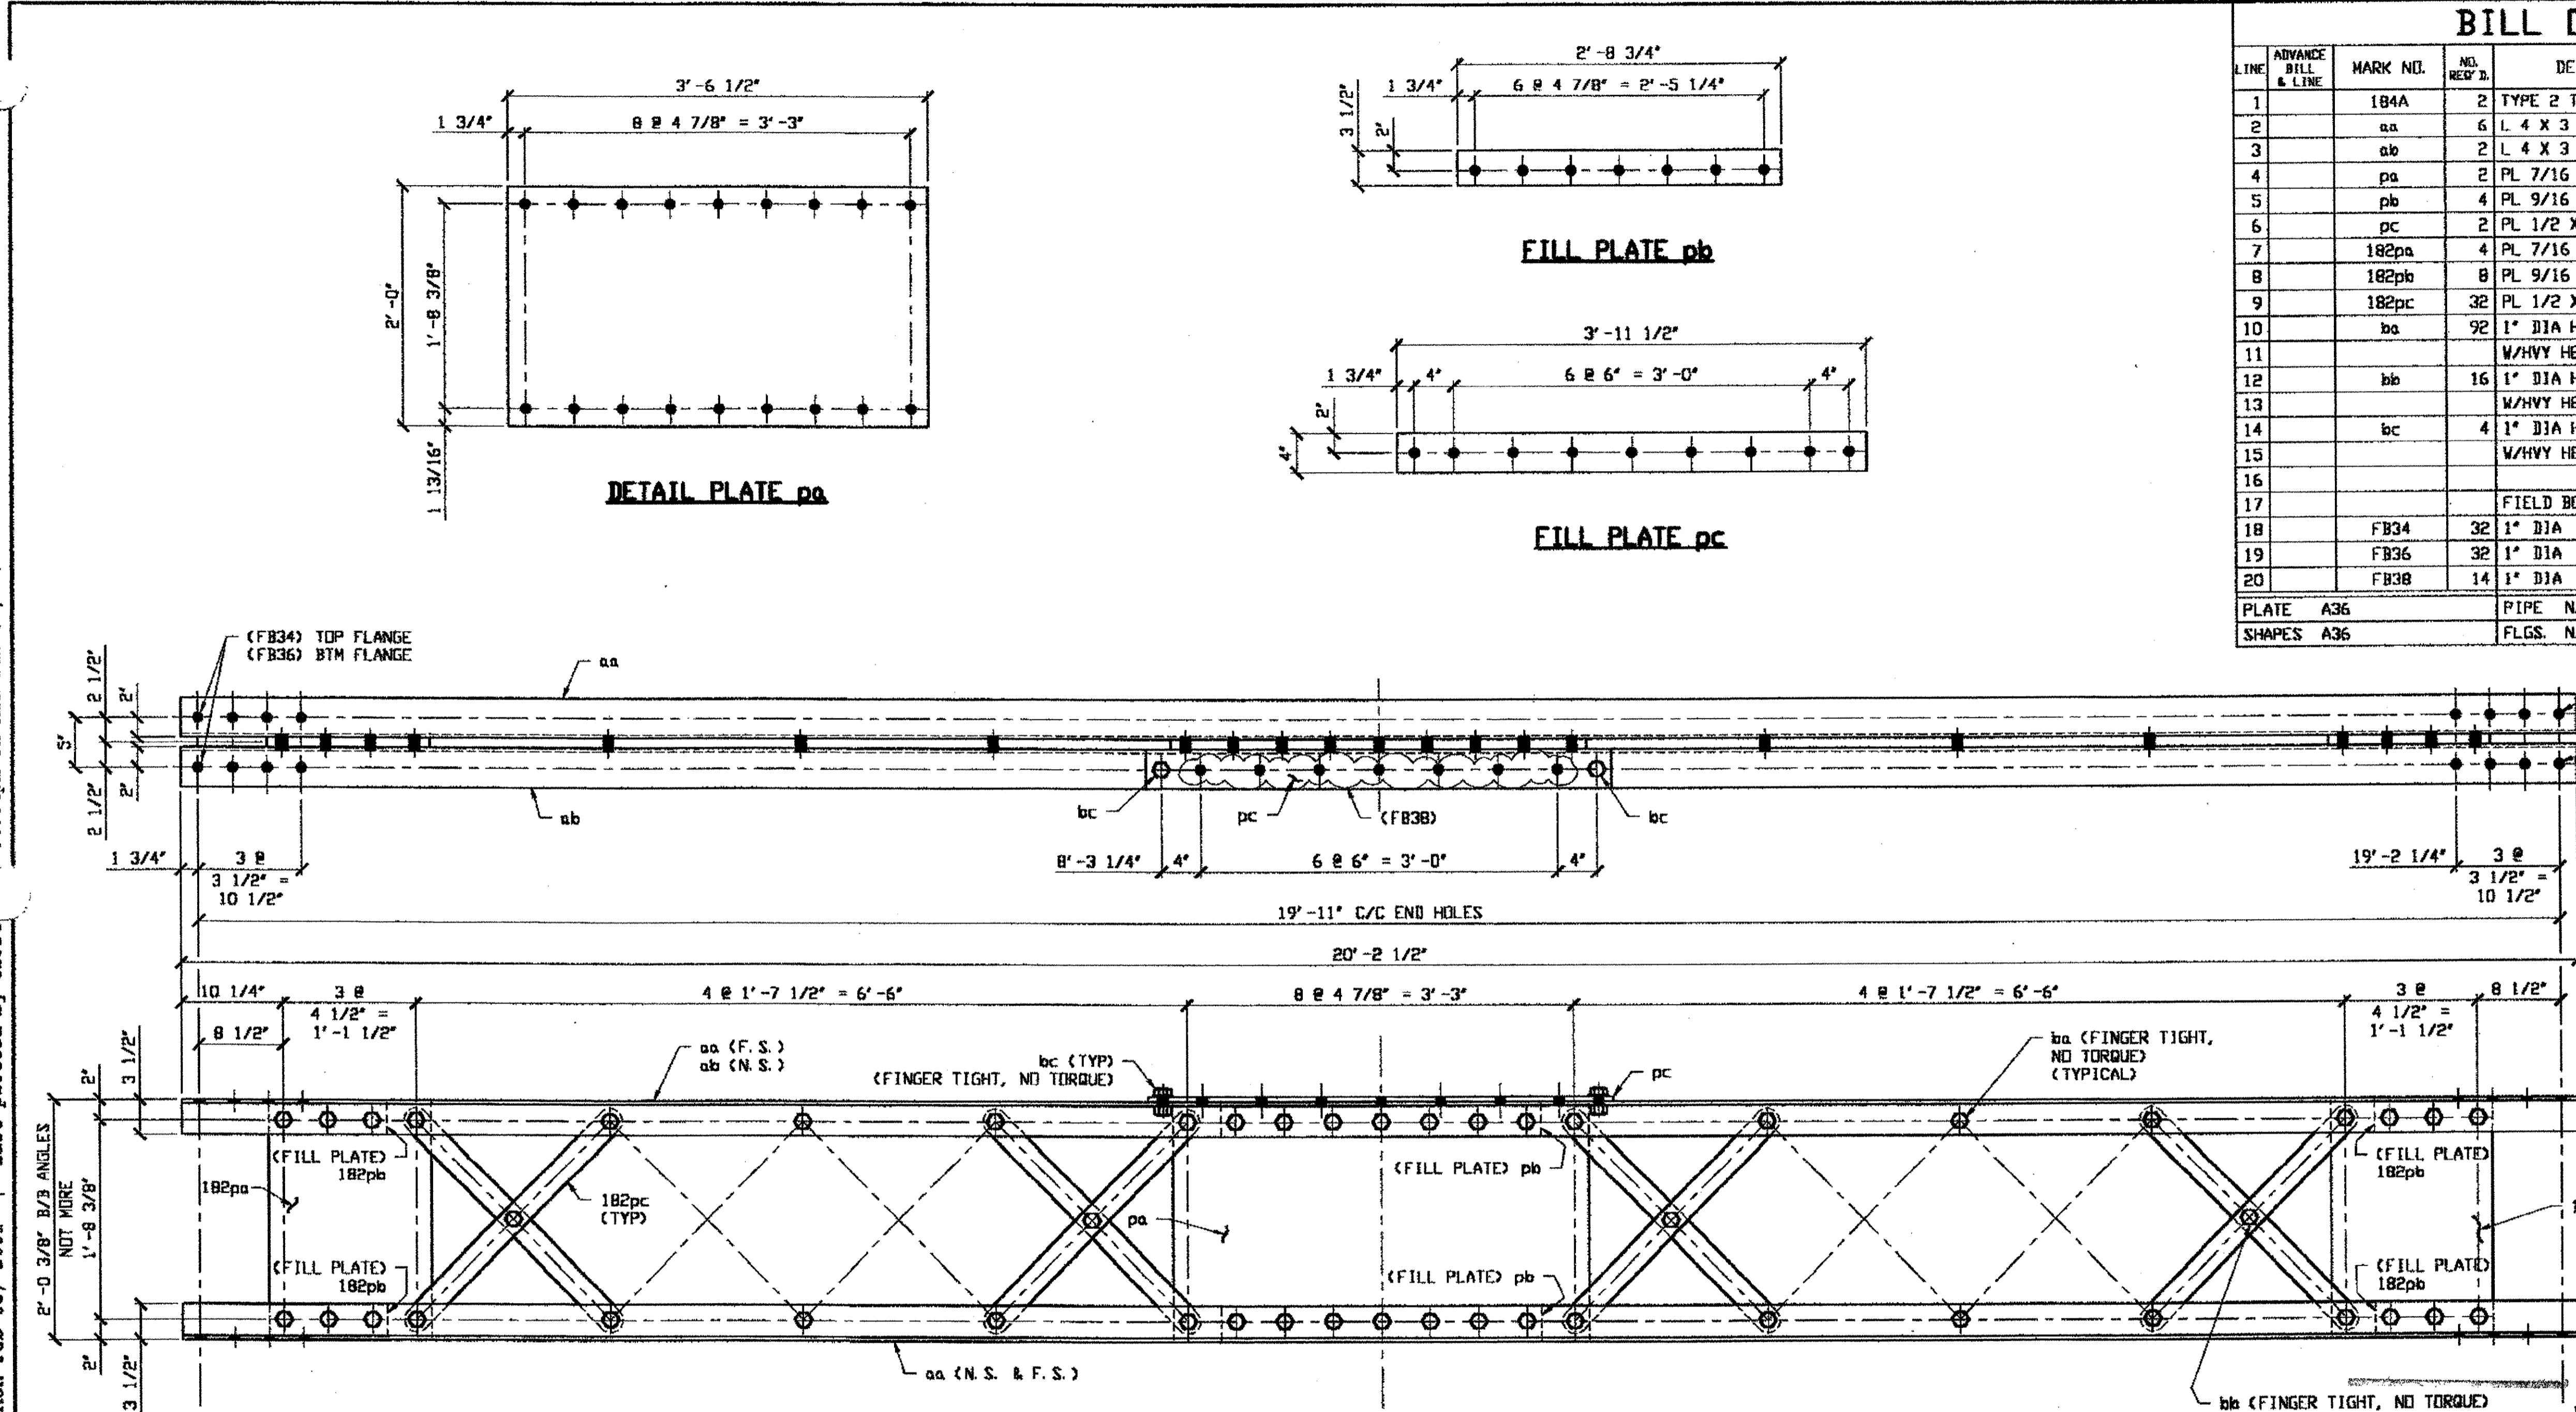 BILL
LINE
ADVANCE BILL & LINE
MARK NO.
NO. REQ'D.
1 184A 2 TYPE 2
2 aa 6 L 4 X 3
3 ab 2 L 4 X 3
4 pa 2 PL 7/16
5 pb 4 PL 9/16
6 pc 2 PL 1/2 X
7 182pa 4 PL 7/16
8 182pb 8 PL 9/16
9 182pc 32 PL 1/2 X
10 ba 92 1" DIA
11 W/HVY
12 bb 16 1" DIA
13 W/HVY
14 bc 4 1" DIA
15 W/HVY
16
17 FIELD
18 FB34 32 1" DIA
19 FB36 32 1" DIA
20 FB38 14 1" DIA
PLATE A36 PIPE
SHAPES A36 FLGS.
3'-6 1/2"
1 3/4"
8 @ 4 7/8" = 3'-3"
2'-0"
1'-8 3/8"
1 13/16"
DETAIL PLATE pa
2'-8 3/4"
1 3/4"
6 @ 4 7/8" = 2'-5 1/4"
3 1/2"
2"
FILL PLATE pb
3'-11 1/2"
1 3/4"
4"
6 @ 6" = 3'-0"
4"
2"
4"
FILL PLATE pc
(FB34) TOP FLANGE
(FB36) BTM FLANGE
aa
2 1/2"
2"
5"
2 1/2"
2"
ab
bc
pc
(FB38)
bc
1 3/4"
3 @
3 1/2" =
10 1/2"
8'-3 1/4"
4"
6 @ 6" = 3'-0"
4"
19'-2 1/4"
3 @
3 1/2" =
10 1/2"
19'-11" C/C END HOLES
20'-2 1/2"
10 1/4"
3 @
4 1/2" =
1'-1 1/2"
4 @ 1'-7 1/2" = 6'-6"
8 @ 4 7/8" = 3'-3"
4 @ 1'-7 1/2" = 6'-6"
3 @
4 1/2" =
1'-1 1/2"
8 1/2"
8 1/2"
2"
3 1/2"
aa (F.S.)
ab (N.S.)
bc (TYP)
(FINGER TIGHT, NO TORQUE)
pc
ba (FINGER TIGHT,
NO TORQUE)
(TYPICAL)
2'-0 3/8" B/B ANGLES
NOT MORE
1'-8 3/8"
(FILL PLATE)
182pb
182pa
182pc
(TYP)
(FILL PLATE) pb
pa
(FILL PLATE)
182pb
(FILL PLATE)
182pb
(FILL PLATE) pb
(FILL PLATE)
182pb
2"
3 1/2"
aa (N.S. & F.S.)
bb (FINGER TIGHT, NO TORQUE)